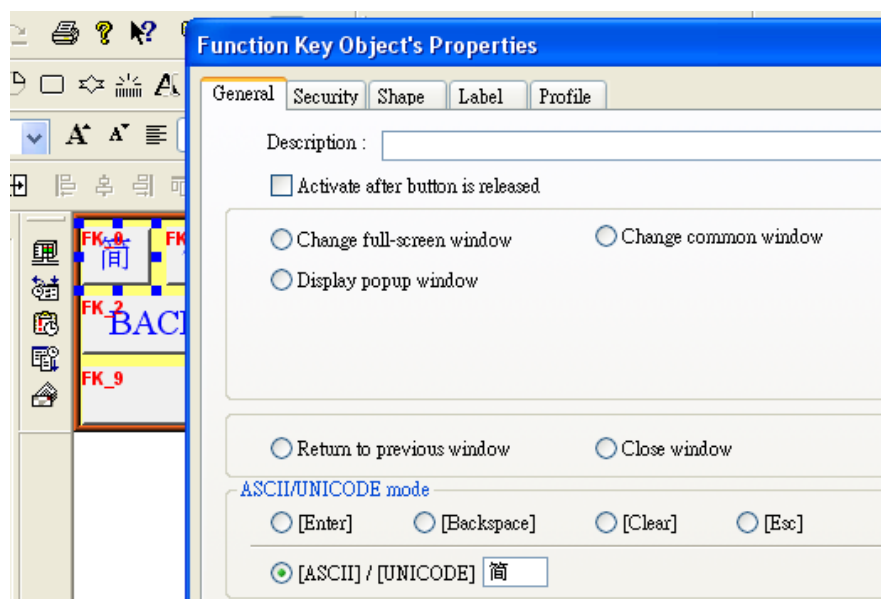 Function Key Object's Properties
General Security Shape Label Profile
Description :
Activate after button is released
Change full-screen window Change common window
Display popup window
FK_0
简
FK_2
FK_9
Return to previous window Close window
ASCII/UNICODE mode
[Enter] [Backspace] [Clear] [Esc]
[ASCII] / [UNICODE] 简